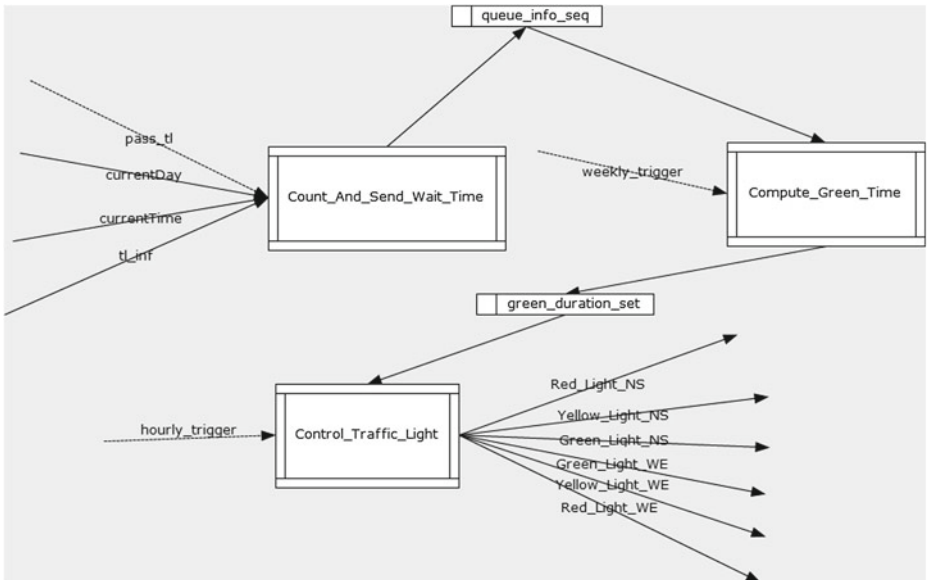 queue_info_seq
pass_tl
currentDay
currentTime
tl_inf
Count_And_Send_Wait_Time
weekly_trigger
Compute_Green_Time
green_duration_set
hourly_trigger
Control_Traffic_Light
Red_Light_NS
Yellow_Light_NS
Green_Light_NS
Green_Light_WE
Yellow_Light_WE
Red_Light_WE